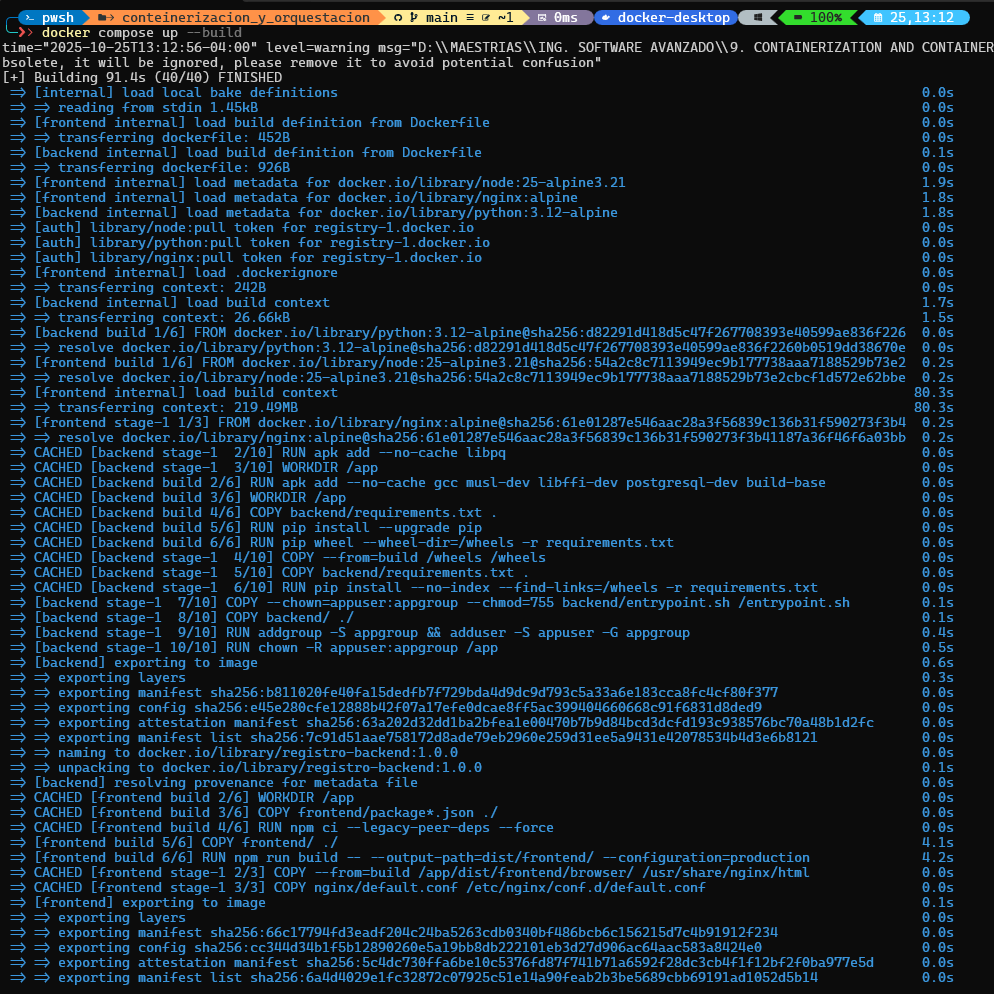 pwsh conteinerizacion_y_orquestacion main ≡ ~1 0ms docker-desktop 100% 25,13:12
docker compose up --build
time="2025-10-25T13:12:56-04:00" level=warning msg="D:\\MAESTRIAS\\ING. SOFTWARE AVANZADO\\9. CONTAINERIZATION AND CONTAINER
bsolete, it will be ignored, please remove it to avoid potential confusion"
[+] Building 91.4s (40/40) FINISHED
=> [internal] load local bake definitions 0.0s
=> => reading from stdin 1.45kB 0.0s
=> [frontend internal] load build definition from Dockerfile 0.0s
=> => transferring dockerfile: 452B 0.0s
=> [backend internal] load build definition from Dockerfile 0.1s
=> => transferring dockerfile: 926B 0.0s
=> [frontend internal] load metadata for docker.io/library/node:25-alpine3.21 1.9s
=> [frontend internal] load metadata for docker.io/library/nginx:alpine 1.8s
=> [backend internal] load metadata for docker.io/library/python:3.12-alpine 1.8s
=> [auth] library/node:pull token for registry-1.docker.io 0.0s
=> [auth] library/python:pull token for registry-1.docker.io 0.0s
=> [auth] library/nginx:pull token for registry-1.docker.io 0.0s
=> [frontend internal] load .dockerignore 0.0s
=> => transferring context: 242B 0.0s
=> [backend internal] load build context 1.7s
=> => transferring context: 26.66kB 1.5s
=> [backend build 1/6] FROM docker.io/library/python:3.12-alpine@sha256:d82291d418d5c47f267708393e40599ae836f226 0.0s
=> => resolve docker.io/library/python:3.12-alpine@sha256:d82291d418d5c47f267708393e40599ae836f2260b0519dd38670e 0.0s
=> [frontend build 1/6] FROM docker.io/library/node:25-alpine3.21@sha256:54a2c8c7113949ec9b177738aaa7188529b73e2 0.2s
=> => resolve docker.io/library/node:25-alpine3.21@sha256:54a2c8c7113949ec9b177738aaa7188529b73e2cbcf1d572e62bbe 0.2s
=> [frontend internal] load build context 80.3s
=> => transferring context: 219.49MB 80.3s
=> [frontend stage-1 1/3] FROM docker.io/library/nginx:alpine@sha256:61e01287e546aac28a3f56839c136b31f590273f3b4 0.2s
=> => resolve docker.io/library/nginx:alpine@sha256:61e01287e546aac28a3f56839c136b31f590273f3b41187a36f46f6a03bb 0.2s
=> CACHED [backend stage-1  2/10] RUN apk add --no-cache libpq 0.0s
=> CACHED [backend stage-1  3/10] WORKDIR /app 0.0s
=> CACHED [backend build 2/6] RUN apk add --no-cache gcc musl-dev libffi-dev postgresql-dev build-base 0.0s
=> CACHED [backend build 3/6] WORKDIR /app 0.0s
=> CACHED [backend build 4/6] COPY backend/requirements.txt . 0.0s
=> CACHED [backend build 5/6] RUN pip install --upgrade pip 0.0s
=> CACHED [backend build 6/6] RUN pip wheel --wheel-dir=/wheels -r requirements.txt 0.0s
=> CACHED [backend stage-1  4/10] COPY --from=build /wheels /wheels 0.0s
=> CACHED [backend stage-1  5/10] COPY backend/requirements.txt . 0.0s
=> CACHED [backend stage-1  6/10] RUN pip install --no-index --find-links=/wheels -r requirements.txt 0.0s
=> [backend stage-1  7/10] COPY --chown=appuser:appgroup --chmod=755 backend/entrypoint.sh /entrypoint.sh 0.1s
=> [backend stage-1  8/10] COPY backend/ ./ 0.1s
=> [backend stage-1  9/10] RUN addgroup -S appgroup && adduser -S appuser -G appgroup 0.4s
=> [backend stage-1 10/10] RUN chown -R appuser:appgroup /app 0.5s
=> [backend] exporting to image 0.6s
=> => exporting layers 0.3s
=> => exporting manifest sha256:b811020fe40fa15dedfb7f729bda4d9dc9d793c5a33a6e183cca8fc4cf80f377 0.0s
=> => exporting config sha256:e45e280cfe12888b42f07a17efe0dcae8ff5ac399404660668c91f6831d8ded9 0.0s
=> => exporting attestation manifest sha256:63a202d32dd1ba2bfea1e00470b7b9d84bcd3dcfd193c938576bc70a48b1d2fc 0.0s
=> => exporting manifest list sha256:7c91d51aae758172d8ade79eb2960e259d31ee5a9431e42078534b4d3e6b8121 0.0s
=> => naming to docker.io/library/registro-backend:1.0.0 0.0s
=> => unpacking to docker.io/library/registro-backend:1.0.0 0.1s
=> [backend] resolving provenance for metadata file 0.0s
=> CACHED [frontend build 2/6] WORKDIR /app 0.0s
=> CACHED [frontend build 3/6] COPY frontend/package*.json ./ 0.0s
=> CACHED [frontend build 4/6] RUN npm ci --legacy-peer-deps --force 0.0s
=> [frontend build 5/6] COPY frontend/ ./ 4.1s
=> [frontend build 6/6] RUN npm run build -- --output-path=dist/frontend/ --configuration=production 4.2s
=> CACHED [frontend stage-1 2/3] COPY --from=build /app/dist/frontend/browser/ /usr/share/nginx/html 0.0s
=> CACHED [frontend stage-1 3/3] COPY nginx/default.conf /etc/nginx/conf.d/default.conf 0.0s
=> [frontend] exporting to image 0.1s
=> => exporting layers 0.0s
=> => exporting manifest sha256:66c17794fd3eadf204c24ba5263cdb0340bf486bcb6c156215d7c4b91912f234 0.0s
=> => exporting config sha256:cc344d34b1f5b12890260e5a19bb8db222101eb3d27d906ac64aac583a8424e0 0.0s
=> => exporting attestation manifest sha256:5c4dc730ffa6be10c5376fd87f741b71a6592f28dc3cb4f1f12bf2f0ba977e5d 0.0s
=> => exporting manifest list sha256:6a4d4029e1fc32872c07925c51e14a90feab2b3be5689cbb69191ad1052d5b14 0.0s